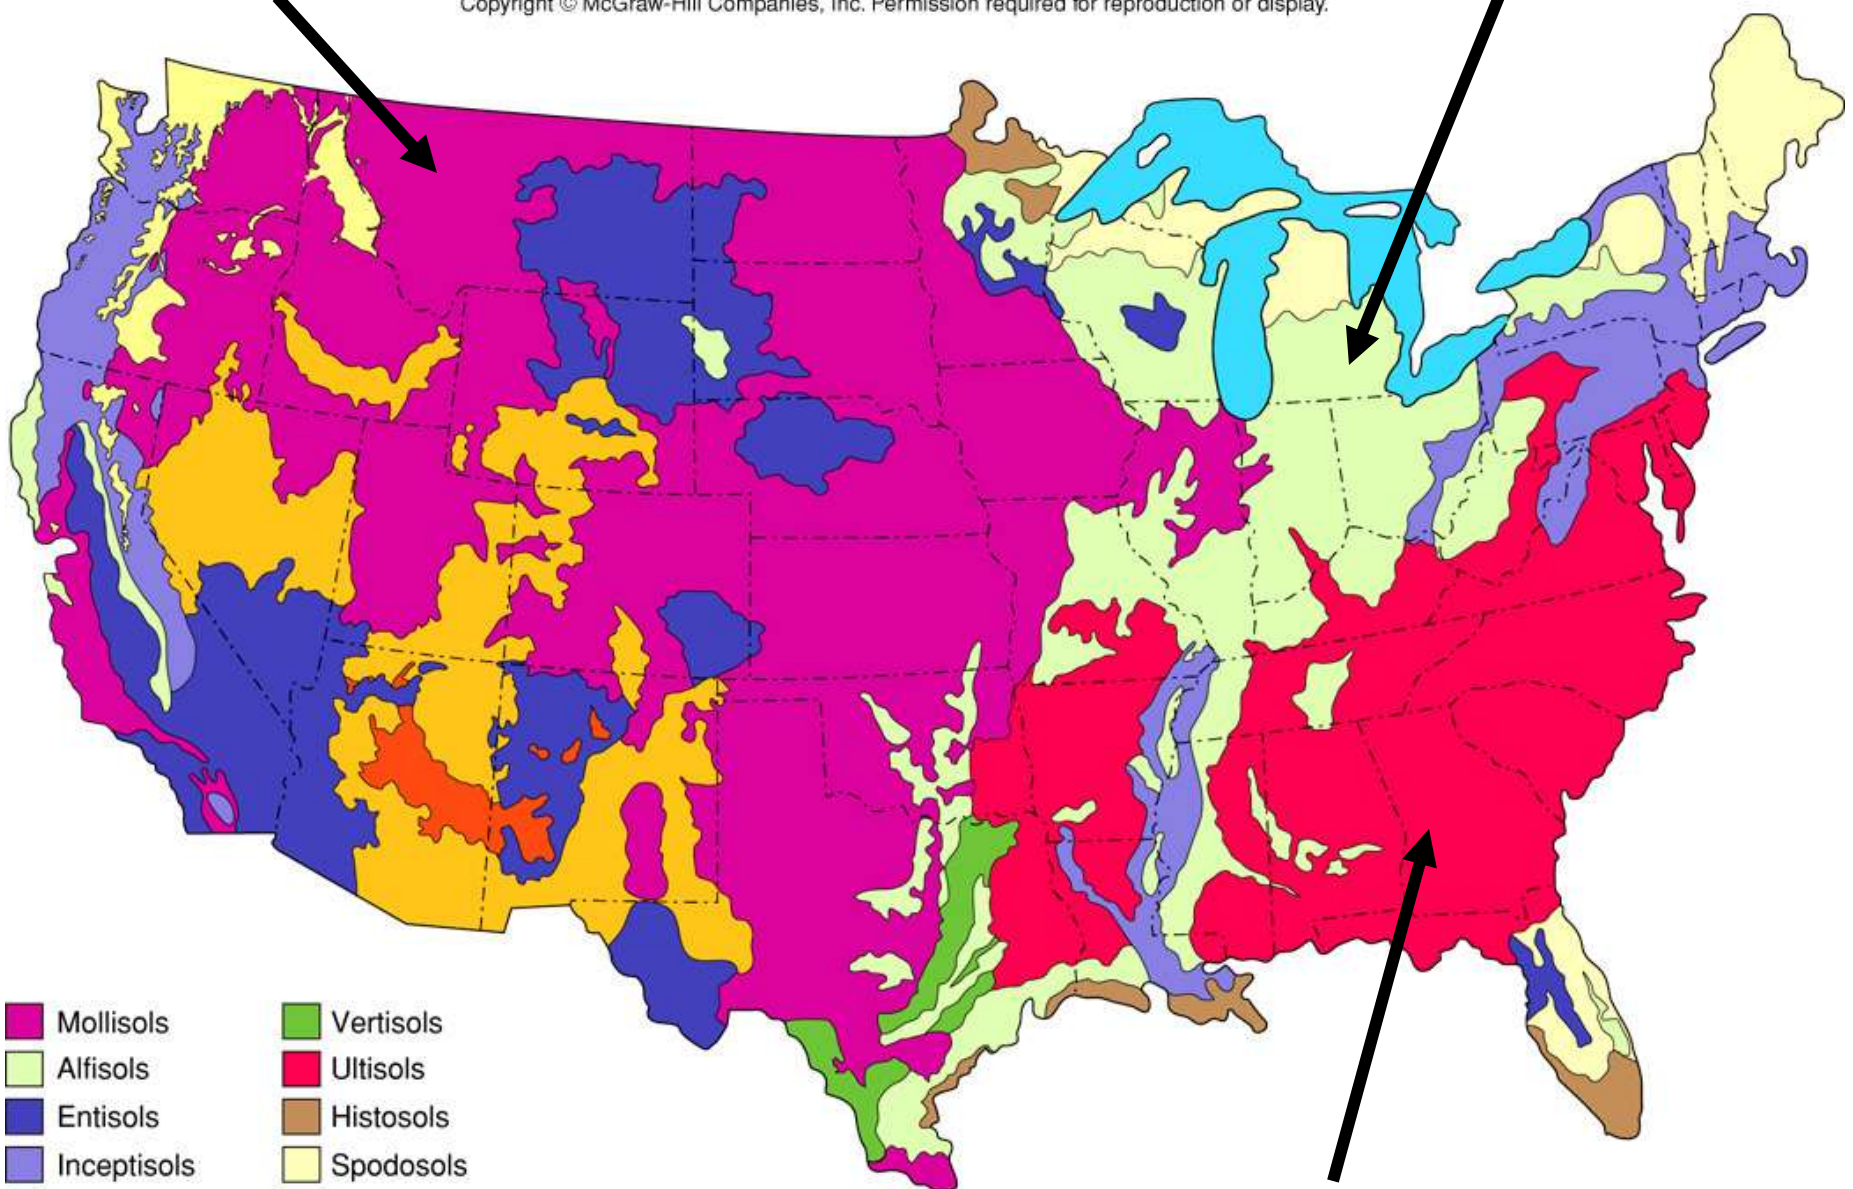 Copyright © McGraw-Hill Companies, Inc. Permission required for reproduction or display.
Mollisols
Alfisols
Entisols
Inceptisols
Vertisols
Ultisols
Histosols
Spodosols